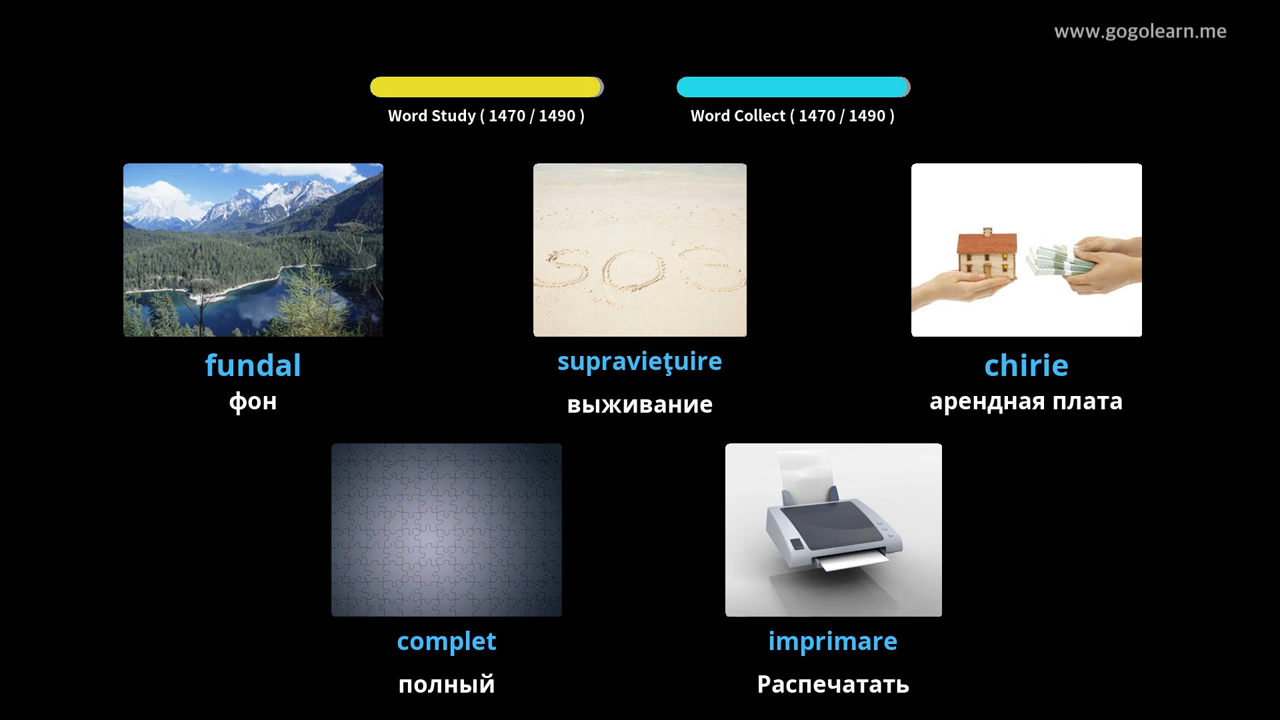 www.gogolearn.me
Word Study ( 1470 / 1490 )
Word Collect ( 1470 / 1490 )
SOS
fundal
фон
supravieţuire
выживание
chirie
арендная плата
complet
полный
imprimare
Распечатать